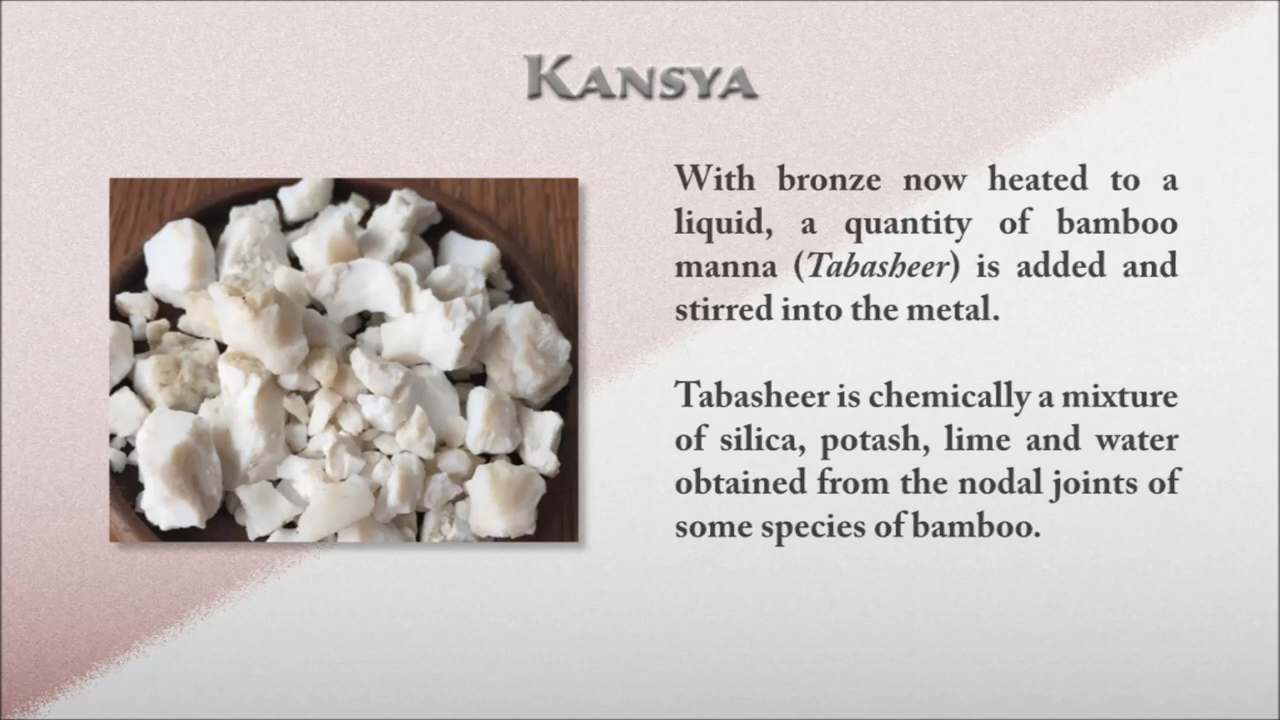 Kansya
With bronze now heated to a
liquid, a quantity of bamboo
manna (Tabasheer) is added and
stirred into the metal.
Tabasheer is chemically a mixture
of silica, potash, lime and water
obtained from the nodal joints of
some species of bamboo.